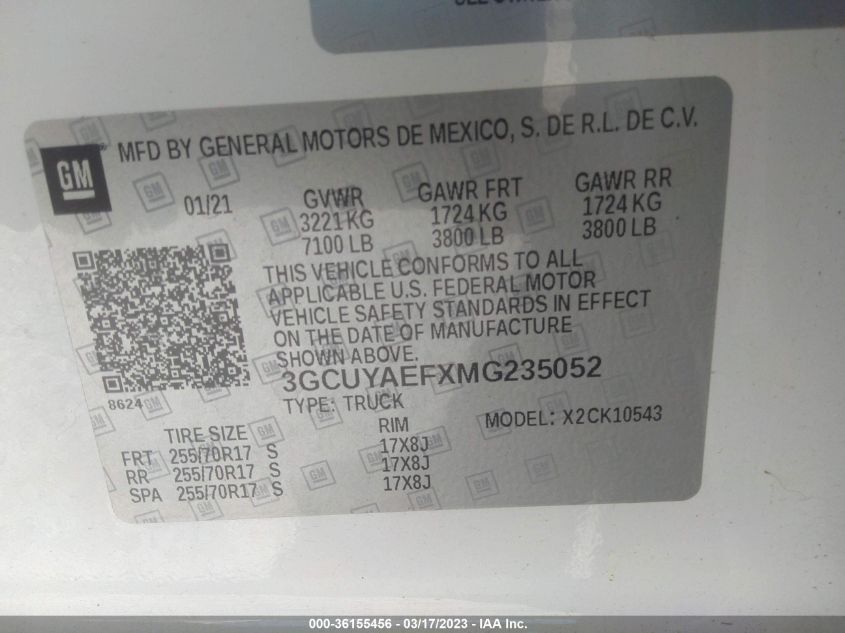 MFD BY GENERAL MOTORS DE MEXICO, S. DE R.L. DE C.V.
GM
01/21
GVWR GAWR FRT GAWR RR
3221 KG 1724 KG 1724 KG
7100 LB 3800 LB 3800 LB
THIS VEHICLE CONFORMS TO ALL
APPLICABLE U.S. FEDERAL MOTOR
VEHICLE SAFETY STANDARDS IN EFFECT
ON THE DATE OF MANUFACTURE
SHOWN ABOVE.
3GCUYAEFXMG235052
8624
TYPE: TRUCK
MODEL: X2CK10543
TIRE SIZE RIM
FRT 255/70R17 S 17X8J
RR 255/70R17 S 17X8J
SPA 255/70R17 S 17X8J
000-36155456 - 03/17/2023 - IAA Inc.